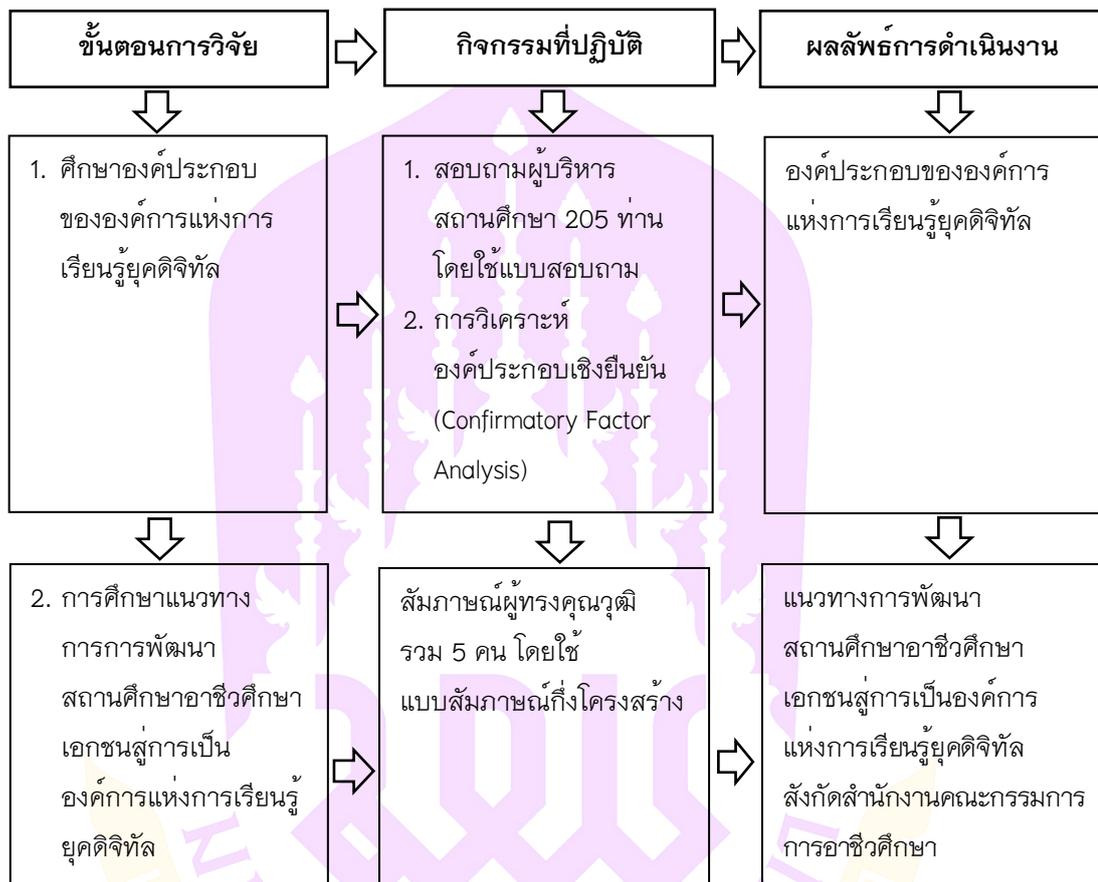 ขั้นตอนการวิจัย
กิจกรรมที่ปฏิบัติ
ผลลัพธ์การดำเนินงาน
1. ศึกษาองค์ประกอบ
ขององค์การแห่งการ
เรียนรู้ยุคดิจิทัล
1. สอบถามผู้บริหาร
สถานศึกษา 205 ท่าน
โดยใช้แบบสอบถาม
2. การวิเคราะห์
องค์ประกอบเชิงยืนยัน
(Confirmatory Factor
Analysis)
องค์ประกอบขององค์การ
แห่งการเรียนรู้ยุคดิจิทัล
2. การศึกษาแนวทาง
การการพัฒนา
สถานศึกษาอาชีวศึกษา
เอกชนสู่การเป็น
องค์การแห่งการเรียนรู้
ยุคดิจิทัล
สัมภาษณ์ผู้ทรงคุณวุฒิ
รวม 5 คน โดยใช้
แบบสัมภาษณ์กึ่งโครงสร้าง
แนวทางการพัฒนา
สถานศึกษาอาชีวศึกษา
เอกชนสู่การเป็นองค์การ
แห่งการเรียนรู้ยุคดิจิทัล
สังกัดสำนักงานคณะกรรมการ
การอาชีวศึกษา